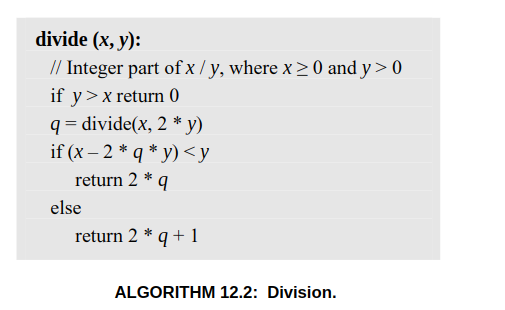 divide (x, y):
// Integer part of x / y, where x ≥ 0 and y > 0
if y > x return 0
q = divide(x, 2 * y)
if (x – 2 * q * y) < y
return 2 * q
else
return 2 * q + 1
ALGORITHM 12.2: Division.